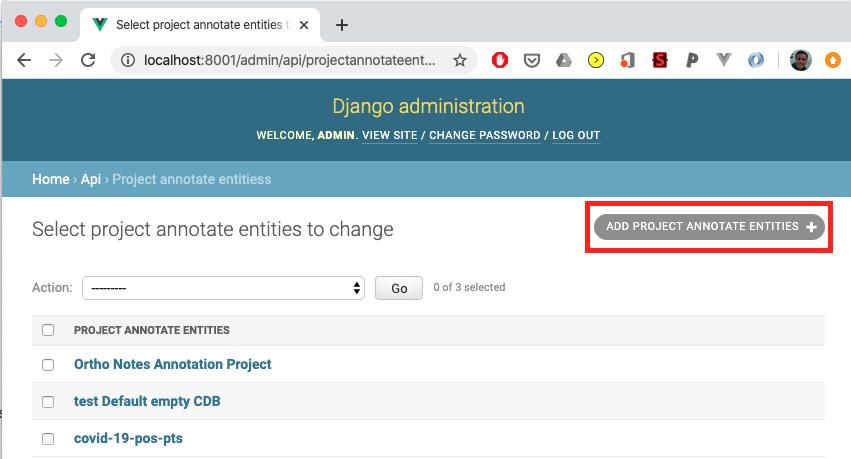 Select project annotate entities t
localhost:8001/admin/api/projectannotateent...
Django administration
WELCOME, ADMIN. VIEW SITE / CHANGE PASSWORD / LOG OUT
Home › Api › Project annotate entitiess
Select project annotate entities to change
ADD PROJECT ANNOTATE ENTITIES +
Action: --------- Go 0 of 3 selected
PROJECT ANNOTATE ENTITIES
Ortho Notes Annotation Project
test Default empty CDB
covid-19-pos-pts